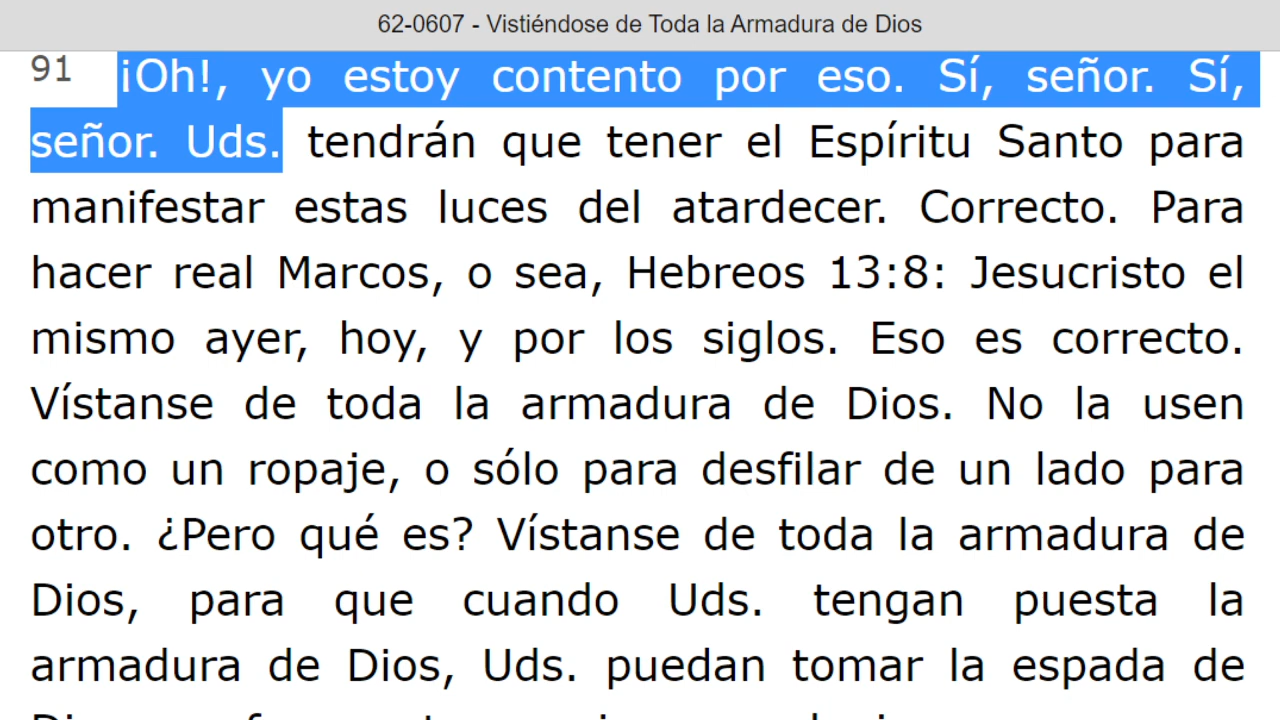 62-0607 - Vistiéndose de Toda la Armadura de Dios
91 ¡Oh!, yo estoy contento por eso. Sí, señor. Sí,
señor. Uds. tendrán que tener el Espíritu Santo para
manifestar estas luces del atardecer. Correcto. Para
hacer real Marcos, o sea, Hebreos 13:8: Jesucristo el
mismo ayer, hoy, y por los siglos. Eso es correcto.
Vístanse de toda la armadura de Dios. No la usen
como un ropaje, o sólo para desfilar de un lado para
otro. ¿Pero qué es? Vístanse de toda la armadura de
Dios, para que cuando Uds. tengan puesta la
armadura de Dios, Uds. puedan tomar la espada de